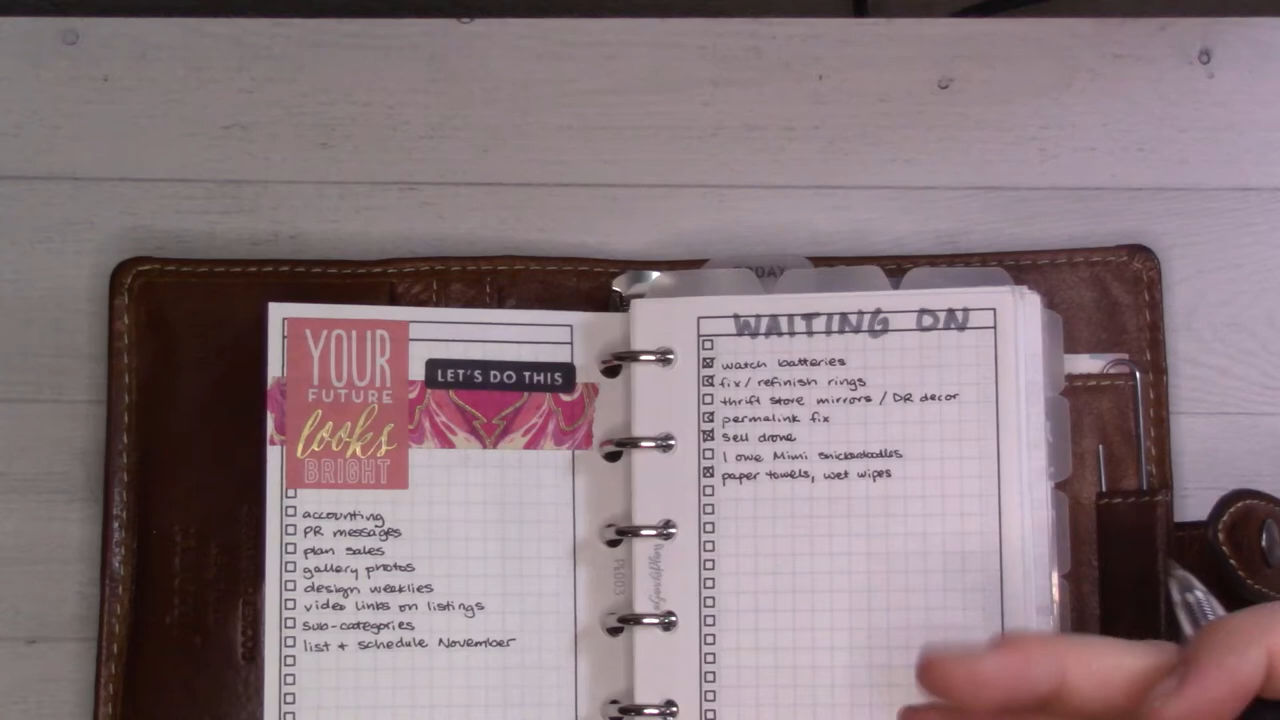 DAY
YOUR
FUTURE
looks
BRIGHT
LET'S DO THIS
accounting
PR messages
plan sales
gallery photos
design weeklies
video links on listings
sub-categories
list + schedule November
PK003
WAITING ON
watch batteries
fix/refinish rings
thrift store mirrors / DR decor
permalink fix
sell drone
I owe Mimi snickerdoodles
paper towels, wet wipes